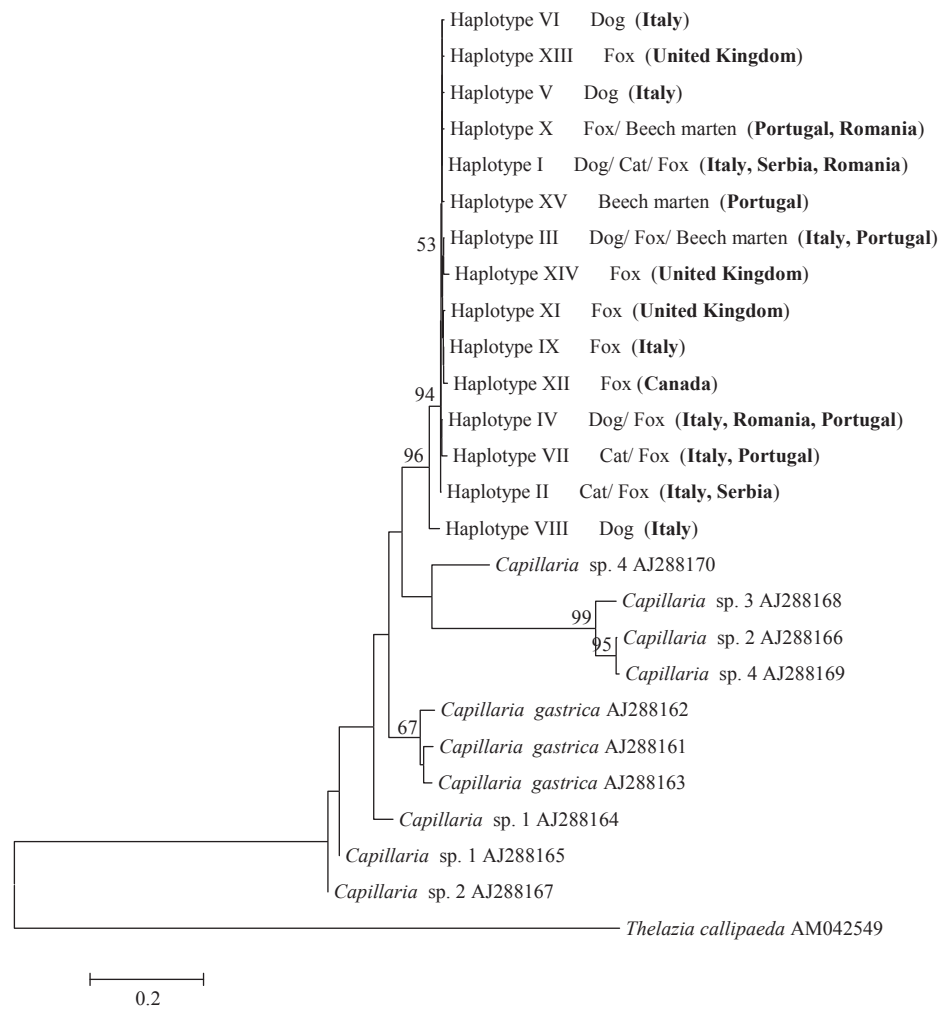 Haplotype VI Dog (Italy)
Haplotype XIII Fox (United Kingdom)
Haplotype V Dog (Italy)
Haplotype X Fox/ Beech marten (Portugal, Romania)
Haplotype I Dog/ Cat/ Fox (Italy, Serbia, Romania)
Haplotype XV Beech marten (Portugal)
Haplotype III Dog/ Fox/ Beech marten (Italy, Portugal)
53
Haplotype XIV Fox (United Kingdom)
Haplotype XI Fox (United Kingdom)
Haplotype IX Fox (Italy)
Haplotype XII Fox (Canada)
94
Haplotype IV Dog/ Fox (Italy, Romania, Portugal)
96
Haplotype VII Cat/ Fox (Italy, Portugal)
Haplotype II Cat/ Fox (Italy, Serbia)
Haplotype VIII Dog (Italy)
Capillaria sp. 4 AJ288170
Capillaria sp. 3 AJ288168
99
Capillaria sp. 2 AJ288166
95
Capillaria sp. 4 AJ288169
Capillaria gastrica AJ288162
67
Capillaria gastrica AJ288161
Capillaria gastrica AJ288163
Capillaria sp. 1 AJ288164
Capillaria sp. 1 AJ288165
Capillaria sp. 2 AJ288167
Thelazia callipaeda AM042549
0.2